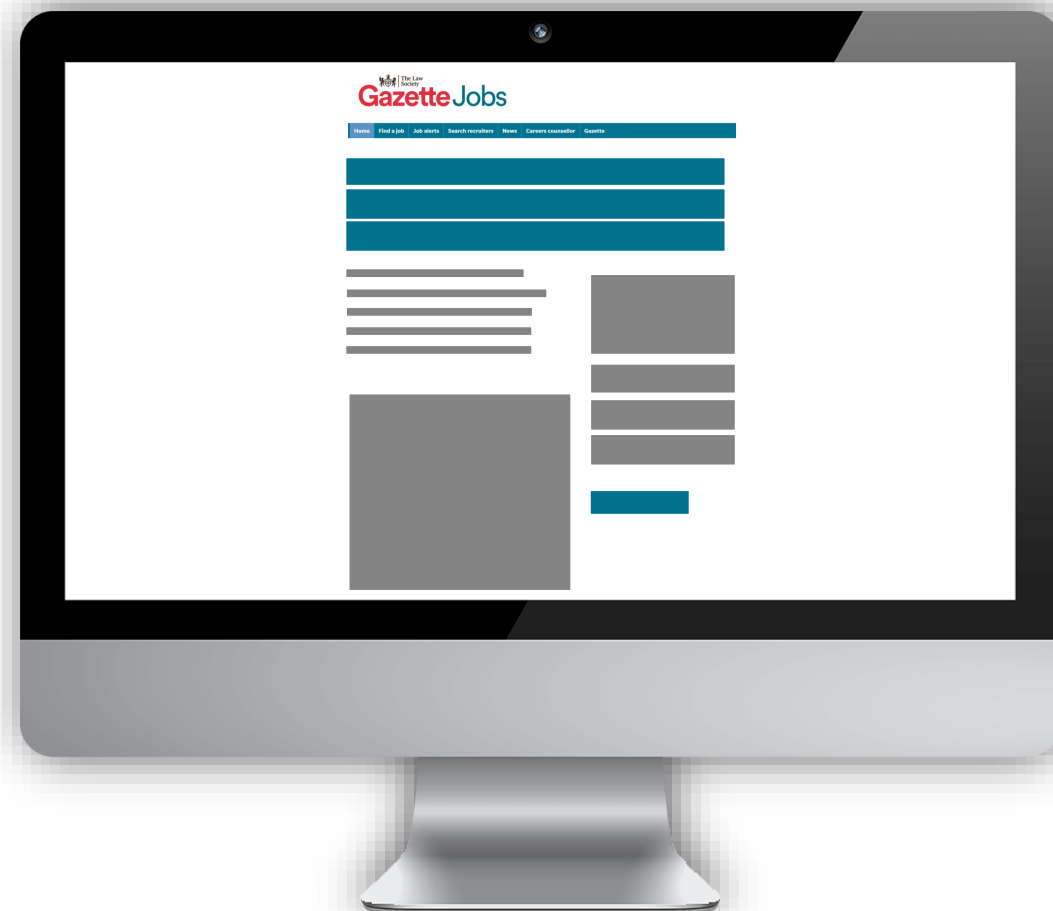 The Law
Society
Gazette Jobs
Home Find a job Job alerts Search recruiters News Careers counsellor Gazette